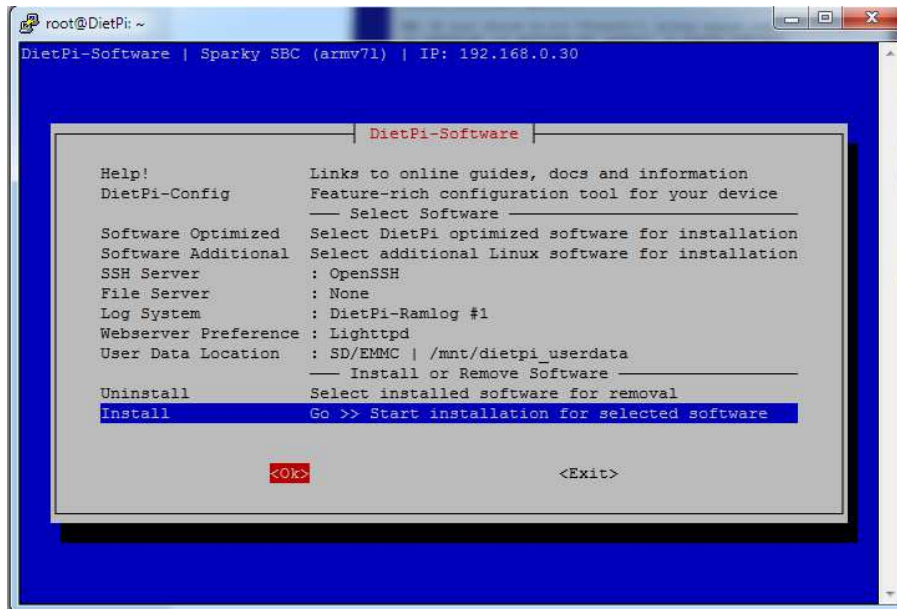 root@DietPi: ~
DietPi-Software | Sparky SBC (armv7l) | IP: 192.168.0.30
DietPi-Software
Help! Links to online guides, docs and information
DietPi-Config Feature-rich configuration tool for your device
Select Software
Software Optimized Select DietPi optimized software for installation
Software Additional Select additional Linux software for installation
SSH Server : OpenSSH
File Server : None
Log System : DietPi-Ramlog #1
Webserver Preference : Lighttpd
User Data Location : SD/EMMC | /mnt/dietpi_userdata
Install or Remove Software
Uninstall Select installed software for removal
Install Go >> Start installation for selected software
<Ok> <Exit>